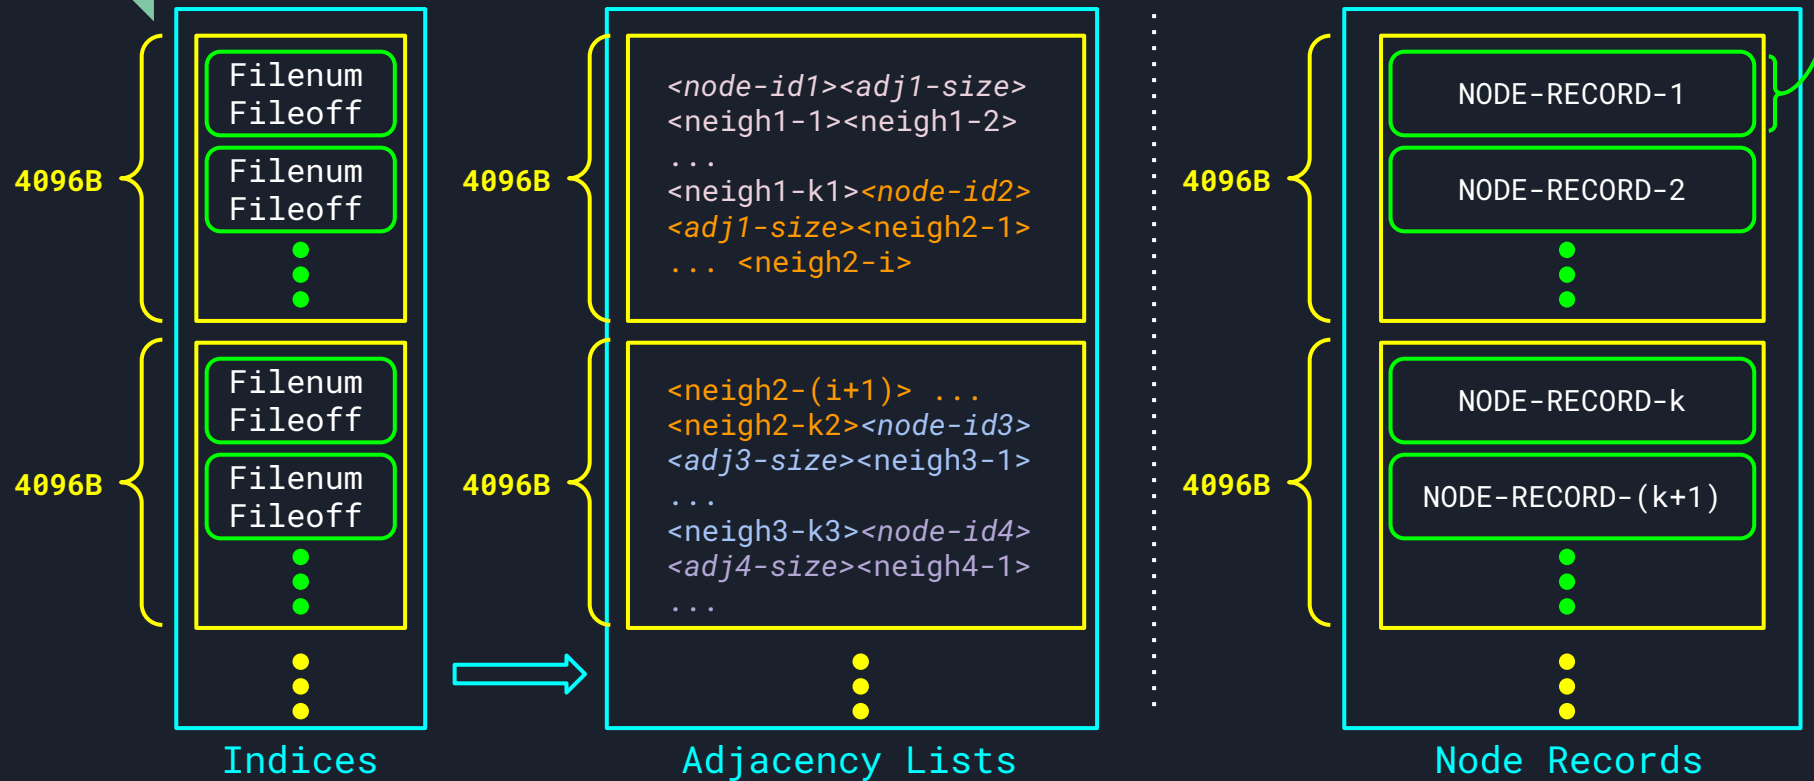 4096B
Filenum
Fileoff
Filenum
Fileoff
4096B
Filenum
Fileoff
Filenum
Fileoff
Indices
4096B
<node-id1><adj1-size>
<neigh1-1><neigh1-2>
...
<neigh1-k1><node-id2>
<adj1-size><neigh2-1>
... <neigh2-i>
4096B
<neigh2-(i+1)> ...
<neigh2-k2><node-id3>
<adj3-size><neigh3-1>
...
<neigh3-k3><node-id4>
<adj4-size><neigh4-1>
...
Adjacency Lists
4096B
NODE-RECORD-1
NODE-RECORD-2
4096B
NODE-RECORD-k
NODE-RECORD-(k+1)
Node Records